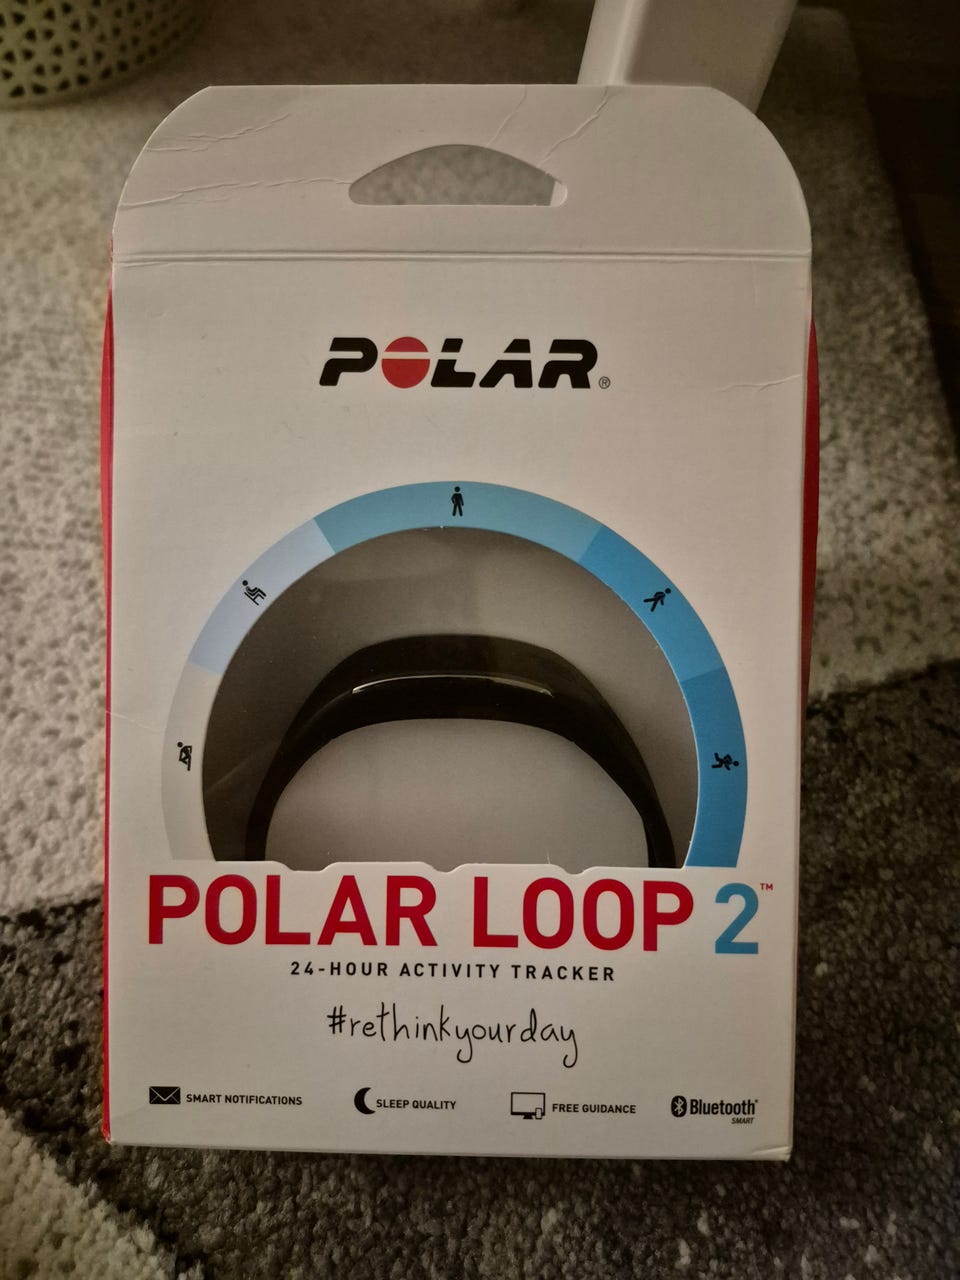 POLAR®
POLAR LOOP 2™
24-HOUR ACTIVITY TRACKER
#rethinkyourday
SMART NOTIFICATIONS SLEEP QUALITY FREE GUIDANCE Bluetooth®
SMART